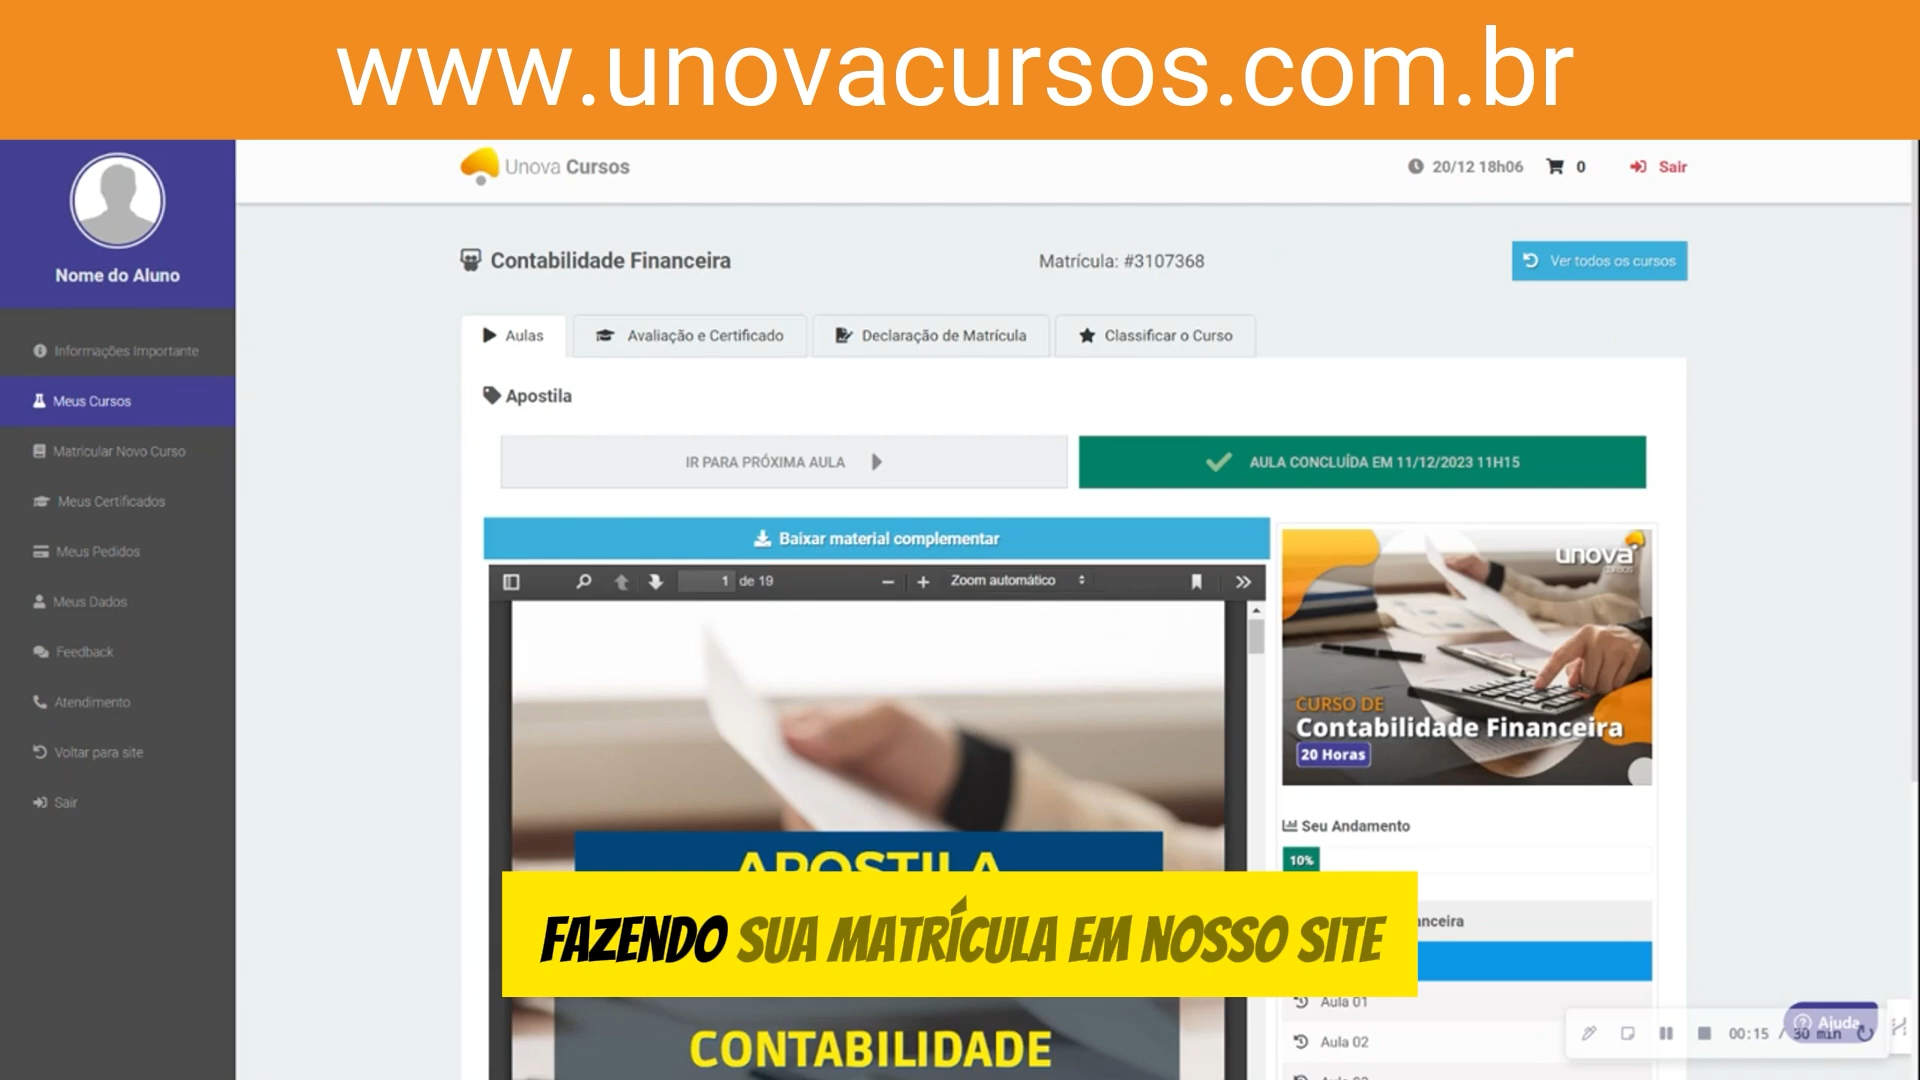 www.unovacursos.com.br
Unova Cursos
20/12 18h06
0
Sair
Nome do Aluno
Informações Importante
Meus Cursos
Matricular Novo Curso
Meus Certificados
Meus Pedidos
Meus Dados
Feedback
Atendimento
Voltar para site
Sair
Contabilidade Financeira
Matrícula: #3107368
Ver todos os cursos
Aulas
Avaliação e Certificado
Declaração de Matrícula
Classificar o Curso
Apostila
IR PARA PRÓXIMA AULA
AULA CONCLUÍDA EM 11/12/2023 11H15
Baixar material complementar
1 de 19
Zoom automático
APOSTILA
CONTABILIDADE
unova
CURSOS
CURSO DE
Contabilidade Financeira
20 Horas
Seu Andamento
10%
FAZENDO SUA MATRÍCULA EM NOSSO SITE
Aula 01
Aula 02
Ajuda
00:15 / 30 min